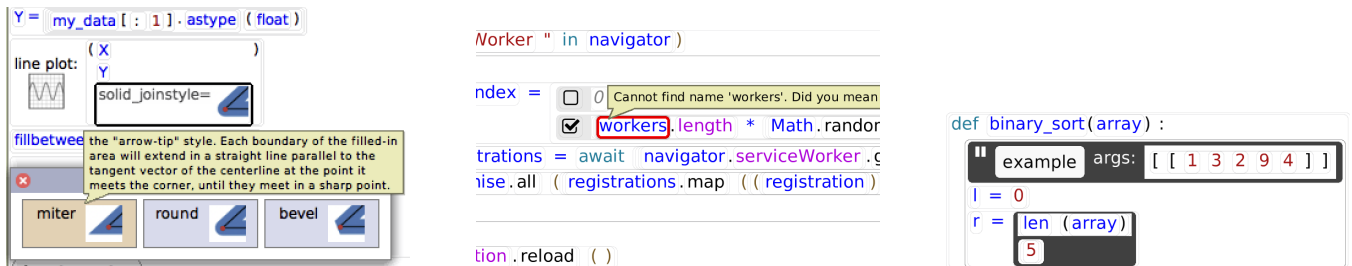 Y = my_data [ : 1 ] . astype ( float )
line plot: ( X )
Y
solid_joinstyle=
fillbetwee
the "arrow-tip" style. Each boundary of the filled-in
area will extend in a straight line parallel to the
tangent vector of the centerline at the point it
meets the corner, until they meet in a sharp point.
miter round bevel
Worker " in navigator )
ndex = 0
Cannot find name 'workers'. Did you mean
workers.length * Math.random
trations = await navigator.serviceWorker.g
nise.all ( registrations.map ( ( registration )
tion.reload ( )
def binary_sort(array) :
" example args: [ [ 1 3 2 9 4 ] ]
l = 0
r = len (array)
5